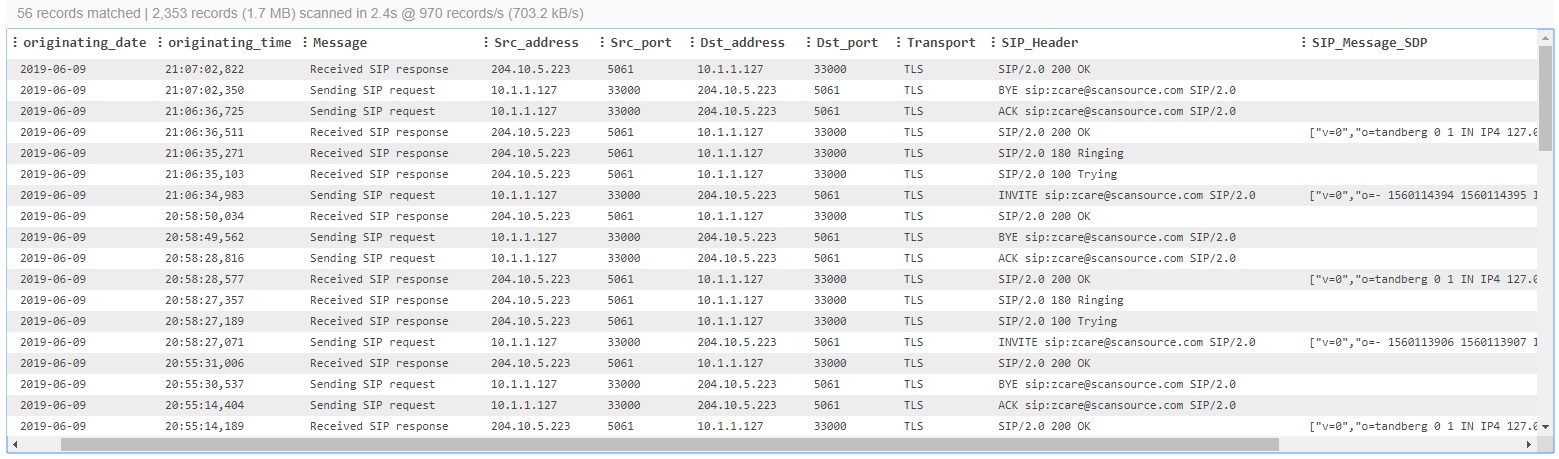 56 records matched | 2,353 records (1.7 MB) scanned in 2.4s @ 970 records/s (703.2 kB/s)
originating_date originating_time Message Src_address Src_port Dst_address Dst_port Transport SIP_Header SIP_Message_SDP
2019-06-09 21:07:02,822 Received SIP response 204.10.5.223 5061 10.1.1.127 33000 TLS SIP/2.0 200 OK
2019-06-09 21:07:02,350 Sending SIP request 10.1.1.127 33000 204.10.5.223 5061 TLS BYE sip:zcare@scansource.com SIP/2.0
2019-06-09 21:06:36,725 Sending SIP request 10.1.1.127 33000 204.10.5.223 5061 TLS ACK sip:zcare@scansource.com SIP/2.0
2019-06-09 21:06:36,511 Received SIP response 204.10.5.223 5061 10.1.1.127 33000 TLS SIP/2.0 200 OK ["v=0","o=tandberg 0 1 IN IP4 127.0
2019-06-09 21:06:35,271 Received SIP response 204.10.5.223 5061 10.1.1.127 33000 TLS SIP/2.0 180 Ringing
2019-06-09 21:06:35,103 Received SIP response 204.10.5.223 5061 10.1.1.127 33000 TLS SIP/2.0 100 Trying
2019-06-09 21:06:34,983 Sending SIP request 10.1.1.127 33000 204.10.5.223 5061 TLS INVITE sip:zcare@scansource.com SIP/2.0 ["v=0","o=- 1560114394 1560114395 I
2019-06-09 20:58:50,034 Received SIP response 204.10.5.223 5061 10.1.1.127 33000 TLS SIP/2.0 200 OK
2019-06-09 20:58:49,562 Sending SIP request 10.1.1.127 33000 204.10.5.223 5061 TLS BYE sip:zcare@scansource.com SIP/2.0
2019-06-09 20:58:28,816 Sending SIP request 10.1.1.127 33000 204.10.5.223 5061 TLS ACK sip:zcare@scansource.com SIP/2.0
2019-06-09 20:58:28,577 Received SIP response 204.10.5.223 5061 10.1.1.127 33000 TLS SIP/2.0 200 OK ["v=0","o=tandberg 0 1 IN IP4 127.0
2019-06-09 20:58:27,357 Received SIP response 204.10.5.223 5061 10.1.1.127 33000 TLS SIP/2.0 180 Ringing
2019-06-09 20:58:27,189 Received SIP response 204.10.5.223 5061 10.1.1.127 33000 TLS SIP/2.0 100 Trying
2019-06-09 20:58:27,071 Sending SIP request 10.1.1.127 33000 204.10.5.223 5061 TLS INVITE sip:zcare@scansource.com SIP/2.0 ["v=0","o=- 1560113906 1560113907 I
2019-06-09 20:55:31,006 Received SIP response 204.10.5.223 5061 10.1.1.127 33000 TLS SIP/2.0 200 OK
2019-06-09 20:55:30,537 Sending SIP request 10.1.1.127 33000 204.10.5.223 5061 TLS BYE sip:zcare@scansource.com SIP/2.0
2019-06-09 20:55:14,404 Sending SIP request 10.1.1.127 33000 204.10.5.223 5061 TLS ACK sip:zcare@scansource.com SIP/2.0
2019-06-09 20:55:14,189 Received SIP response 204.10.5.223 5061 10.1.1.127 33000 TLS SIP/2.0 200 OK ["v=0","o=tandberg 0 1 IN IP4 127.0